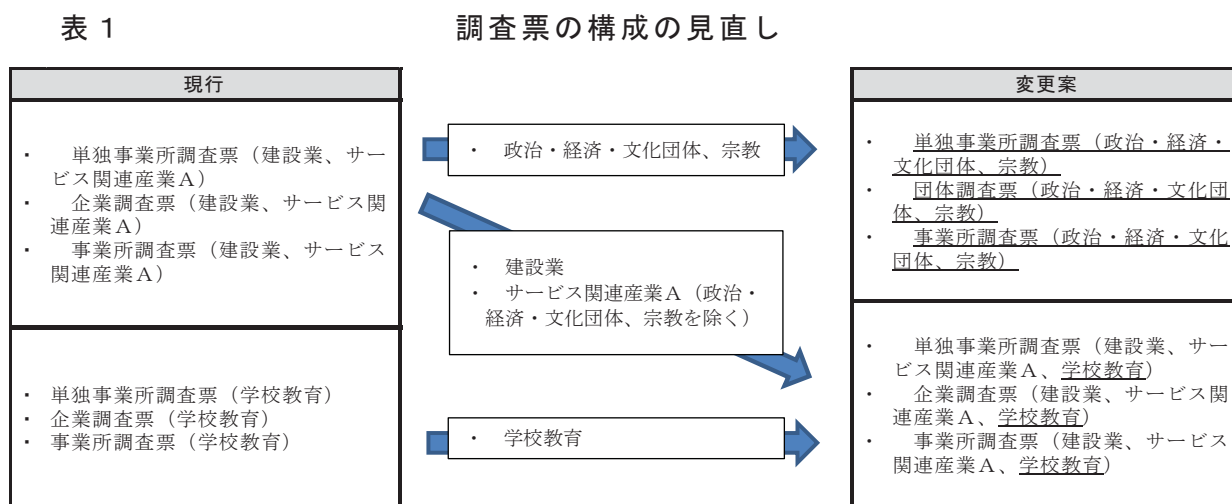 表１　調査票の構成の見直し
現行
・　単独事業所調査票（建設業、サー
ビス関連産業Ａ）
・　企業調査票（建設業、サービス関
連産業Ａ）
・　事業所調査票（建設業、サービス
関連産業Ａ）
・ 単独事業所調査票（学校教育）
・ 企業調査票（学校教育）
・ 事業所調査票（学校教育）
・　政治・経済・文化団体、宗教
・　建設業
・　サービス関連産業Ａ（政治・
経済・文化団体、宗教を除く）
・　学校教育
変更案
・　単独事業所調査票（政治・経済・
文化団体、宗教）
・　団体調査票（政治・経済・文化団
体、宗教）
・　事業所調査票（政治・経済・文化
団体、宗教）
・　単独事業所調査票（建設業、サー
ビス関連産業Ａ、学校教育）
・　企業調査票（建設業、サービス関
連産業Ａ、学校教育）
・　事業所調査票（建設業、サービス
関連産業Ａ、学校教育）